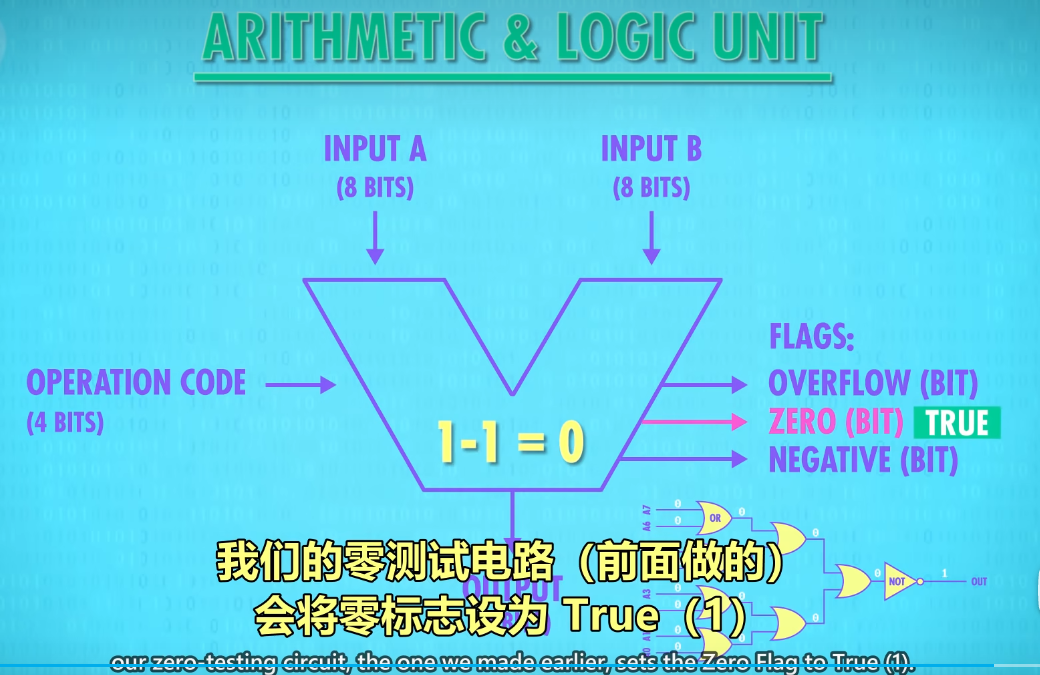 ARITHMETIC & LOGIC UNIT
INPUT A
(8 BITS)
INPUT B
(8 BITS)
OPERATION CODE
(4 BITS)
FLAGS:
OVERFLOW (BIT)
ZERO (BIT) TRUE
NEGATIVE (BIT)
1-1 = 0
A7 0
A6 0
OR
0
0
0
NOT
1
OUT
A3 0
0
0
0
OUTPUT
我们的零测试电路（前面做的）
会将零标志设为 True（1）
our zero-testing circuit, the one we made earlier, sets the Zero Flag to True (1).